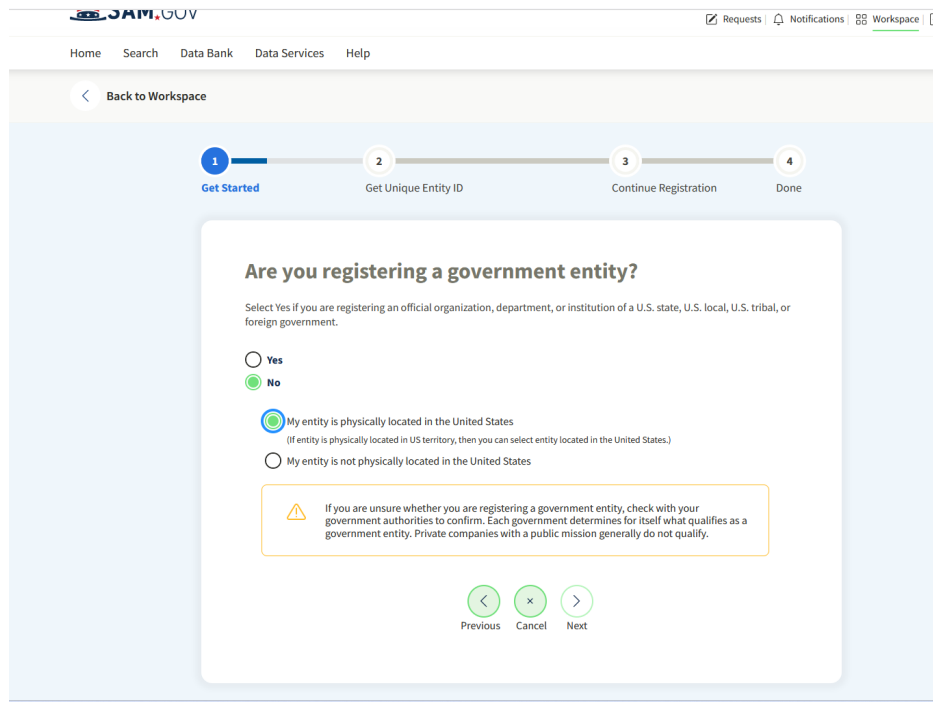 SAM.GOV
Requests | Notifications | Workspace |
Home Search Data Bank Data Services Help
Back to Workspace
1 2 3 4
Get Started Get Unique Entity ID Continue Registration Done
Are you registering a government entity?
Select Yes if you are registering an official organization, department, or institution of a U.S. state, U.S. local, U.S. tribal, or
foreign government.
Yes
No
My entity is physically located in the United States
(If entity is physically located in US territory, then you can select entity located in the United States.)
My entity is not physically located in the United States
If you are unsure whether you are registering a government entity, check with your
government authorities to confirm. Each government determines for itself what qualifies as a
government entity. Private companies with a public mission generally do not qualify.
Previous Cancel Next